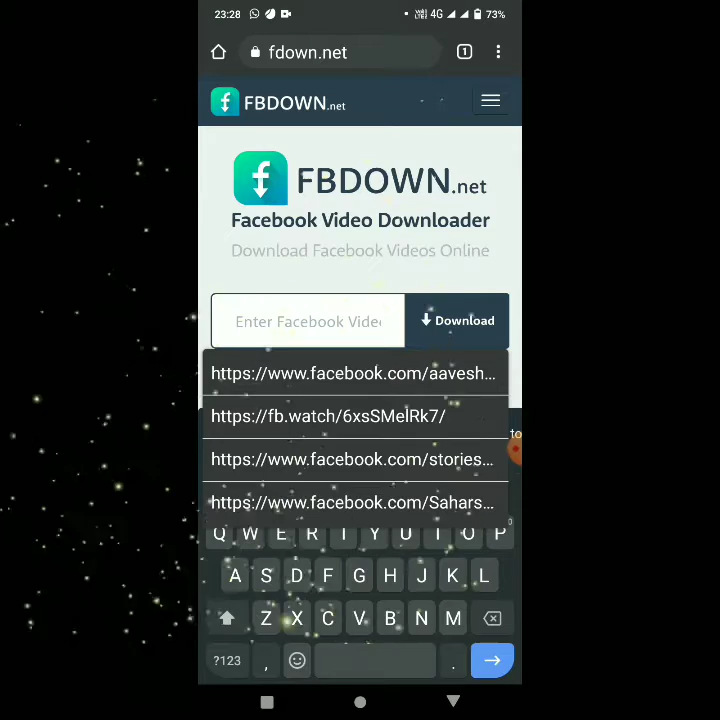 23:28 4G 73%
fdown.net 1
FBDOWN.net
FBDOWN.net
Facebook Video Downloader
Download Facebook Videos Online
Enter Facebook Vide
Download
https://www.facebook.com/aavesh...
https://fb.watch/6xsSMelRk7/
https://www.facebook.com/stories...
to
https://www.facebook.com/Sahars...
Q W E R T Y U I O P
A S D F G H J K L
Z X C V B N M
?123 , .